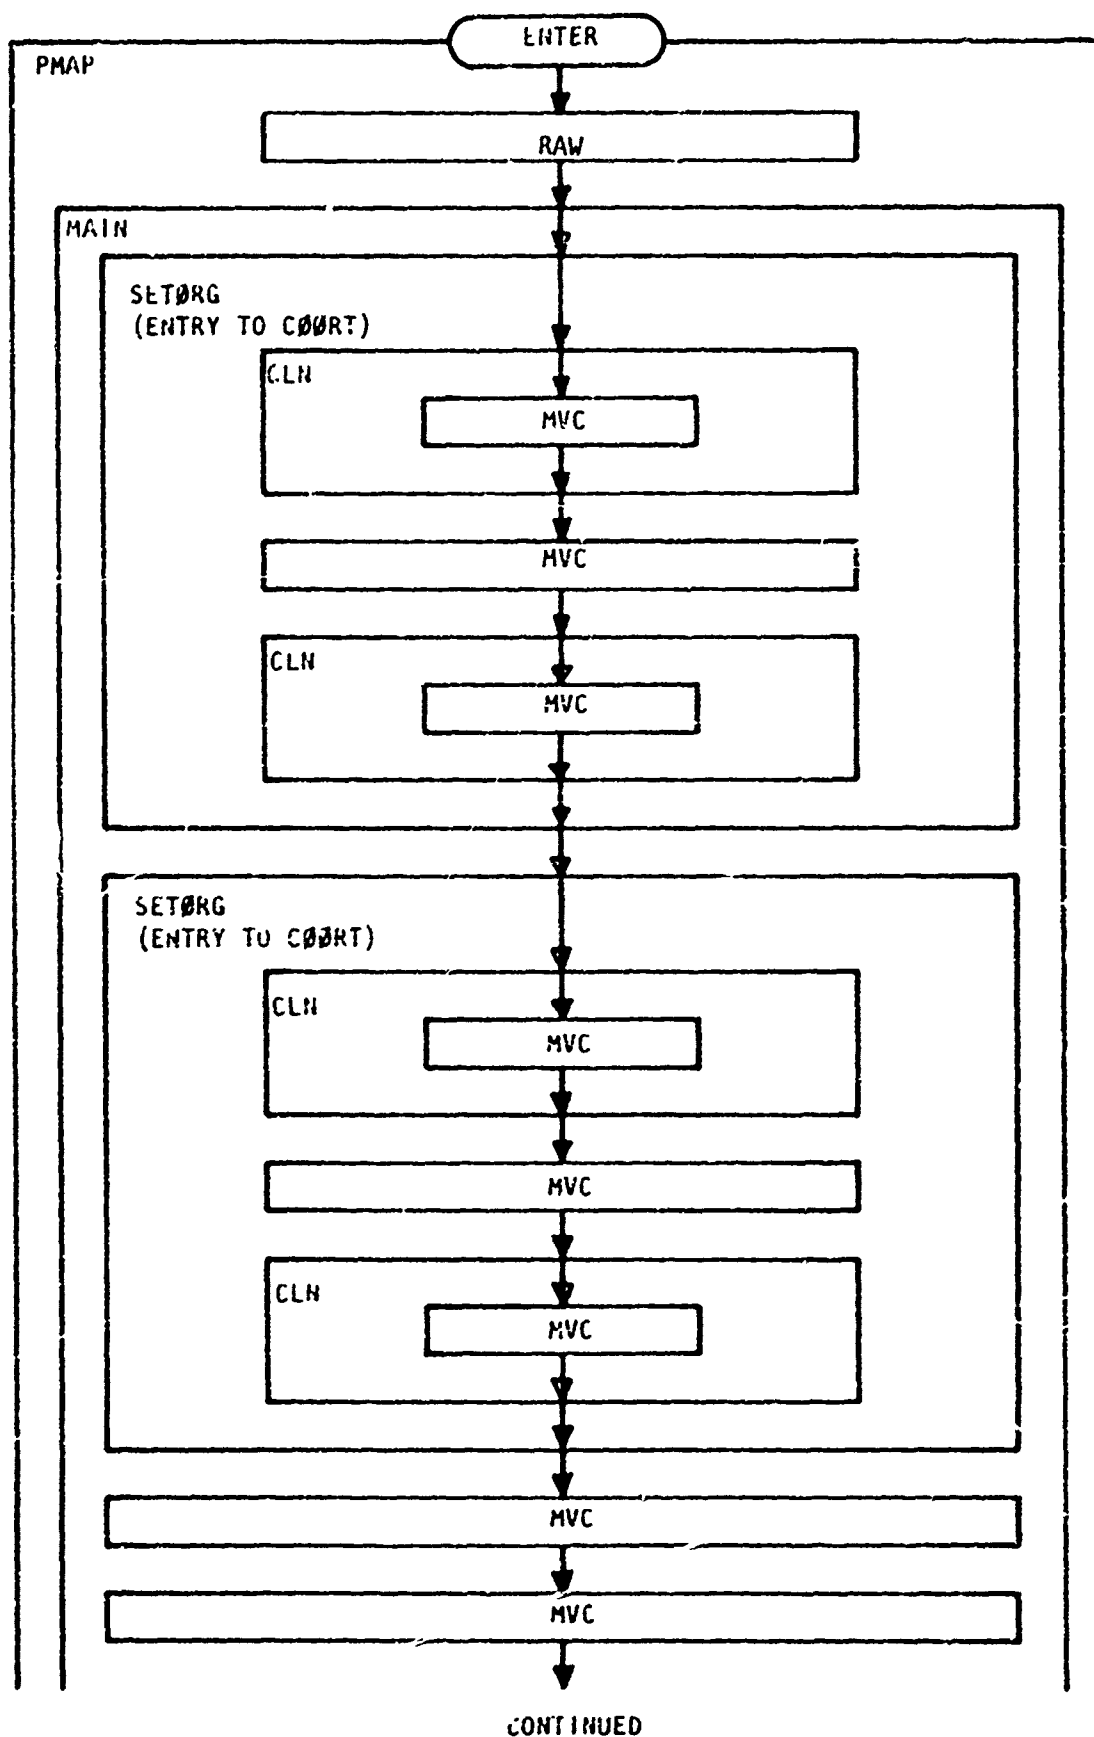 ENTER
PMAP
RAW
MAIN
SETØRG
(ENTRY TO CØØRT)
CLN
MVC
MVC
CLN
MVC
SETØRG
(ENTRY TO CØØRT)
CLN
MVC
MVC
CLN
MVC
MVC
MVC
CONTINUED